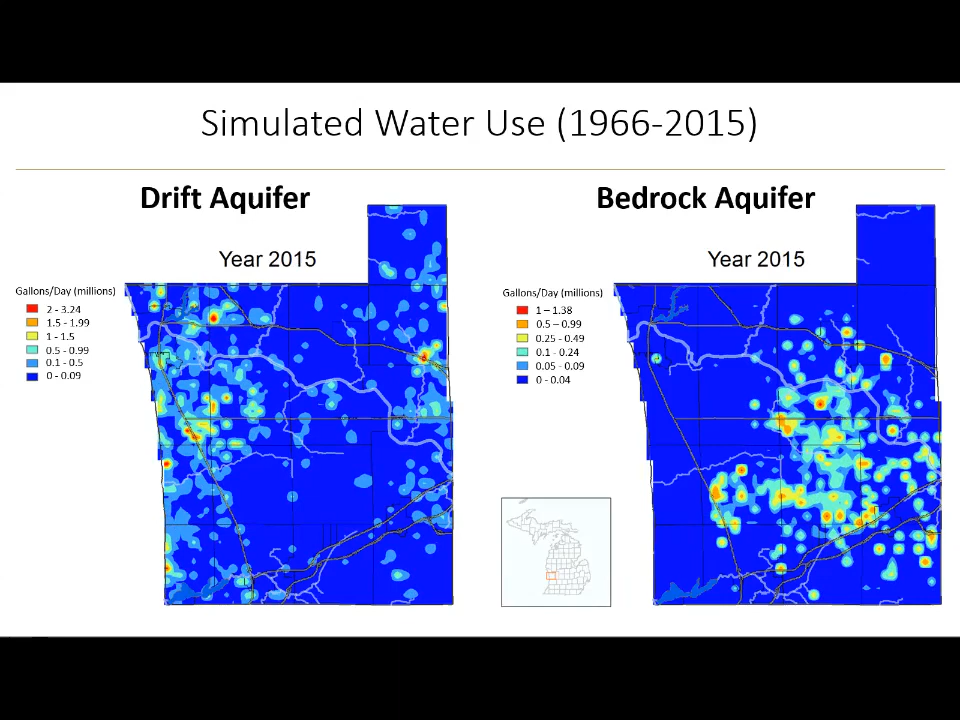 Simulated Water Use (1966-2015)
Drift Aquifer
Year 2015
Gallons/Day (millions)
2 - 3.24
1.5 - 1.99
1 - 1.5
0.5 - 0.99
0.1 - 0.5
0 - 0.09
Bedrock Aquifer
Year 2015
Gallons/Day (millions)
1 – 1.38
0.5 – 0.99
0.25 - 0.49
0.1 - 0.24
0.05 - 0.09
0 - 0.04